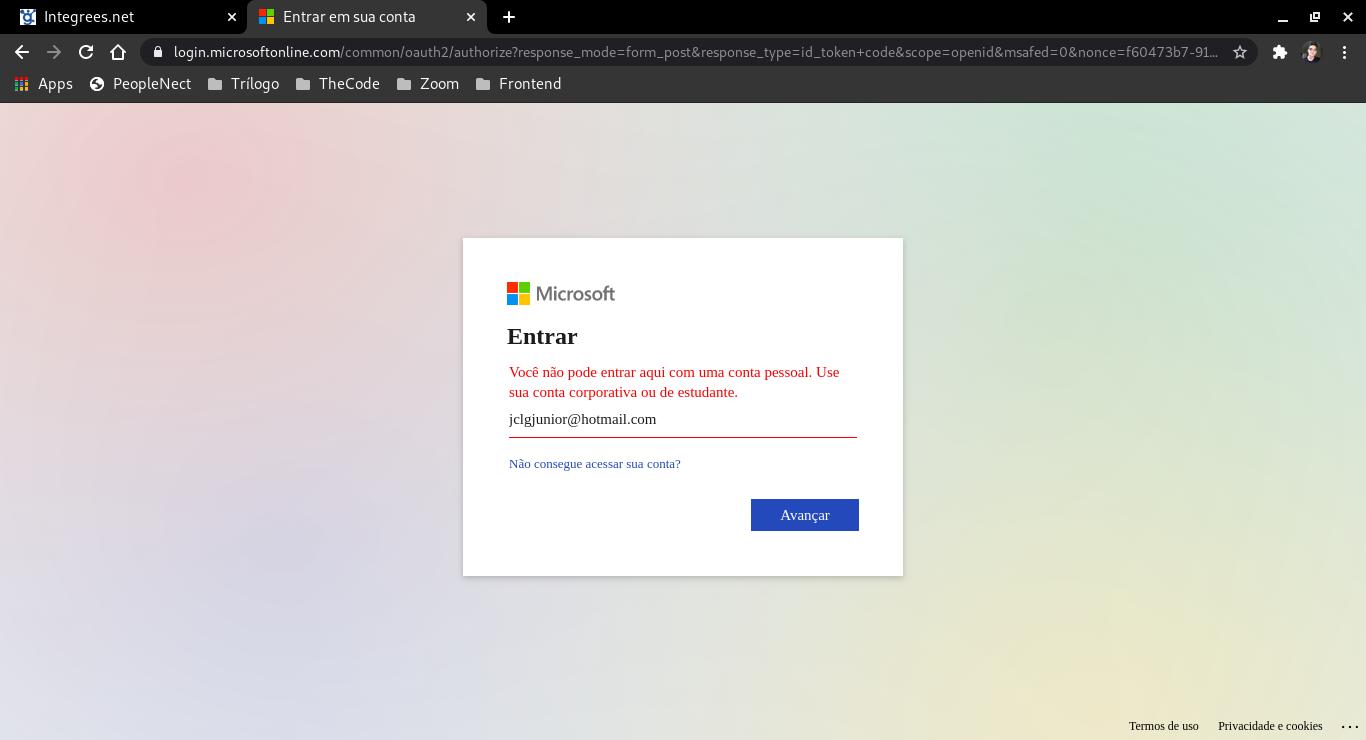 Integrees.net
Entrar em sua conta
login.microsoftonline.com/common/oauth2/authorize?response_mode=form_post&response_type=id_token+code&scope=openid&msafed=0&nonce=f60473b7-91...
Apps
PeopleNect
Trílogo
TheCode
Zoom
Frontend
Microsoft
Entrar
Você não pode entrar aqui com uma conta pessoal. Use
sua conta corporativa ou de estudante.
jclgjunior@hotmail.com
Não consegue acessar sua conta?
Avançar
Termos de uso
Privacidade e cookies
...